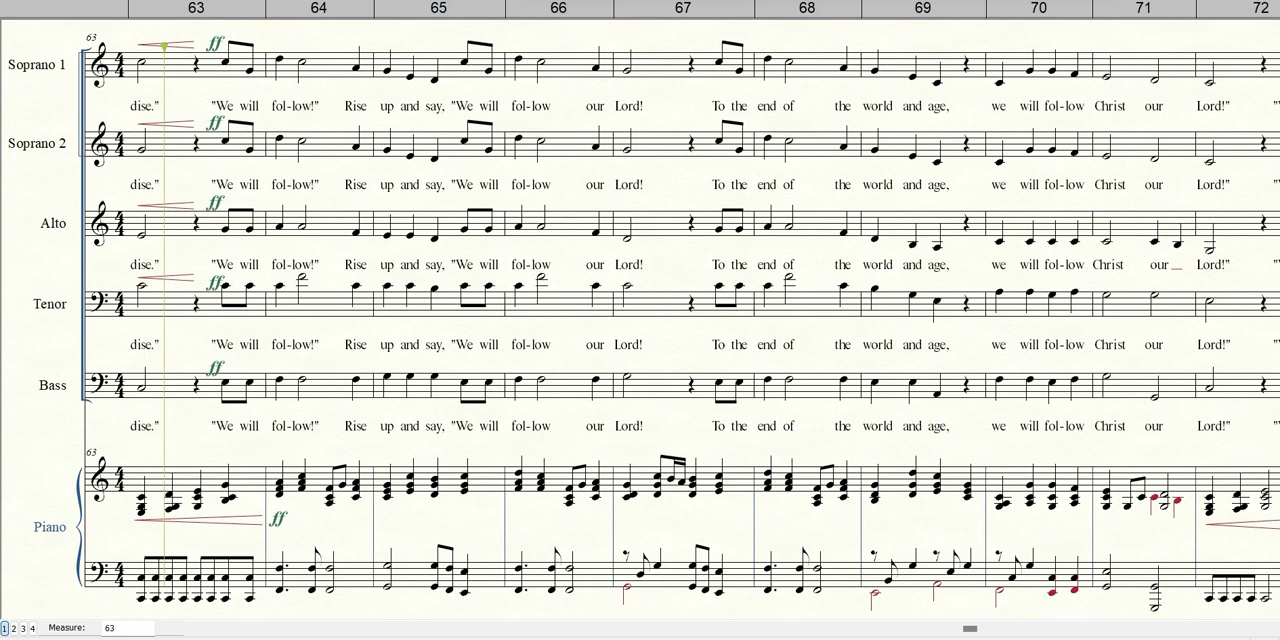 63 64 65 66 67 68 69 70 71 72
63
ff
Soprano 1
dise." "We will fol-low!" Rise up and say, "We will fol-low our Lord! To the end of the world and age, we will fol-low Christ our Lord!"
ff
Soprano 2
dise." "We will fol-low!" Rise up and say, "We will fol-low our Lord! To the end of the world and age, we will fol-low Christ our Lord!"
ff
Alto
dise." "We will fol-low!" Rise up and say, "We will fol-low our Lord! To the end of the world and age, we will fol-low Christ our_ Lord!"
ff
Tenor
dise." "We will fol-low!" Rise up and say, "We will fol-low our Lord! To the end of the world and age, we will fol-low Christ our Lord!"
ff
Bass
dise." "We will fol-low!" Rise up and say, "We will fol-low our Lord! To the end of the world and age, we will fol-low Christ our Lord!"
63
ff
Piano
1 2 3 4 Measure: 63